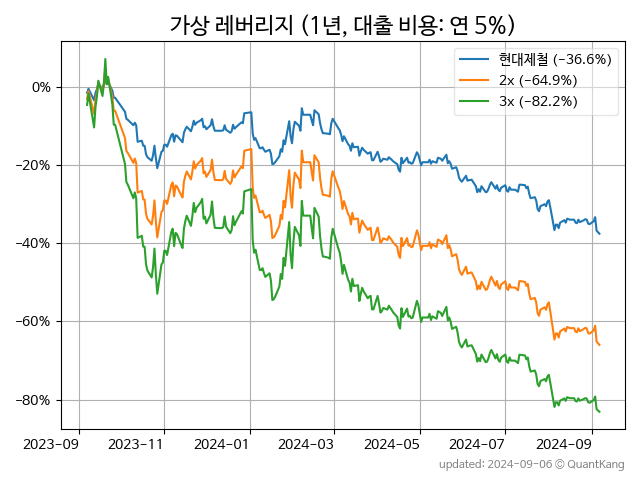 가상 레버리지 (1년, 대출 비용: 연 5%)
현대제철 (−36.6%)
2x (−64.9%)
3x (−82.2%)
0%
−20%
−40%
−60%
−80%
2023-09 2023-11 2024-01 2024-03 2024-05 2024-07 2024-09
updated: 2024-09-06 © QuantKang